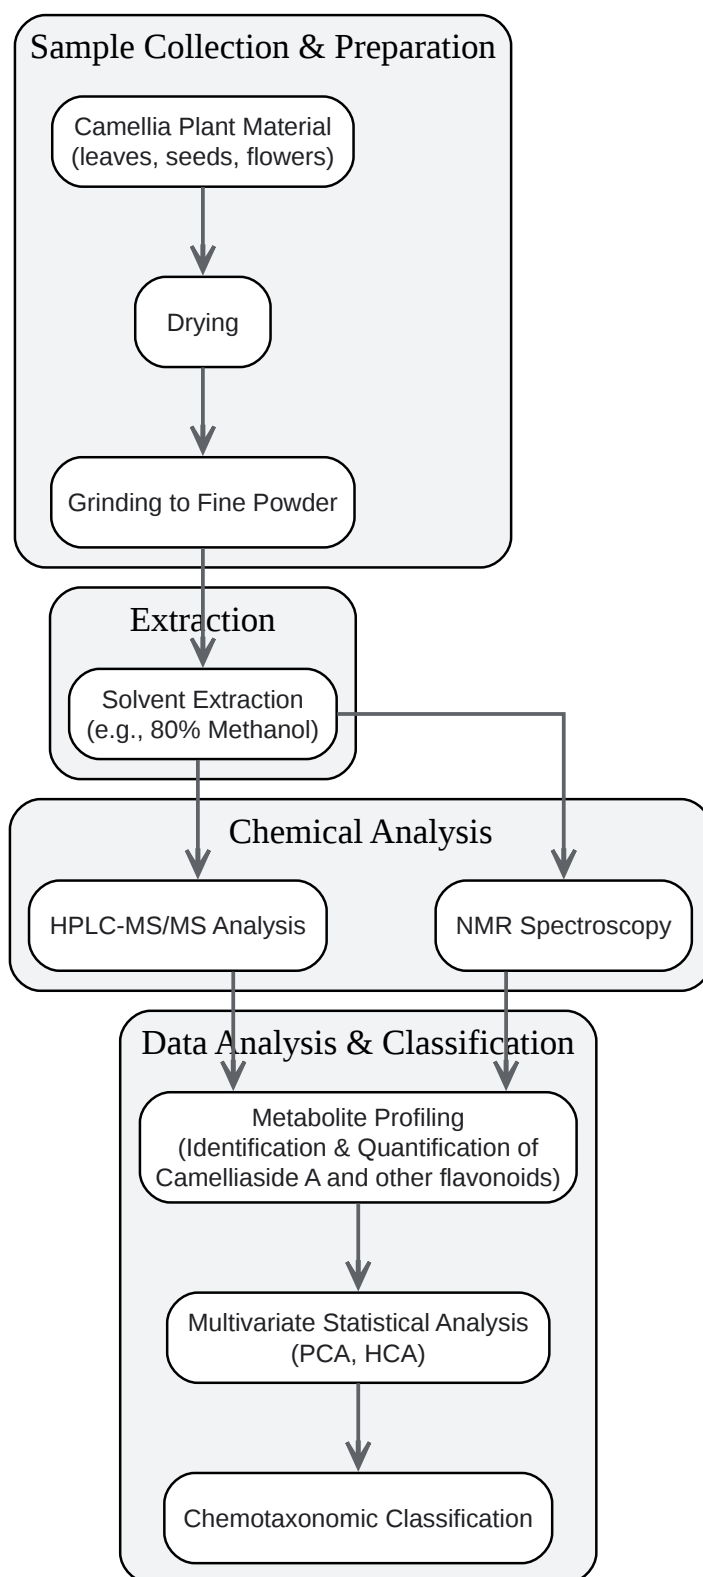 Sample Collection & Preparation
Camellia Plant Material
(leaves, seeds, flowers)
Drying
Grinding to Fine Powder
Extraction
Solvent Extraction
(e.g., 80% Methanol)
Chemical Analysis
HPLC-MS/MS Analysis
NMR Spectroscopy
Data Analysis & Classification
Metabolite Profiling
(Identification & Quantification of
Camelliaside A and other flavonoids)
Multivariate Statistical Analysis
(PCA, HCA)
Chemotaxonomic Classification